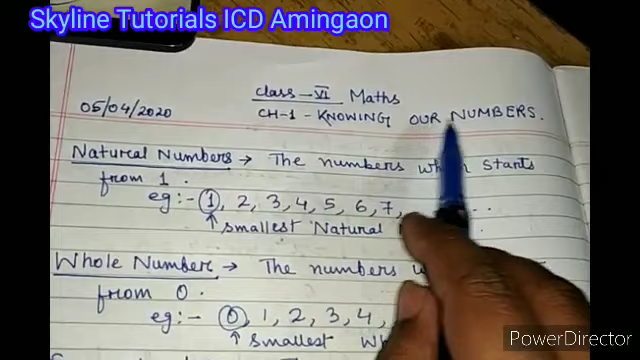 Skyline Tutorials ICD Amingaon
class - VI Maths
05/04/2020
CH-1 - KNOWING OUR NUMBERS.
Natural Numbers → The numbers which starts
from 1.
eg:- 1, 2, 3, 4, 5, 6, 7,
↑ smallest Natural
Whole Number → The numbers
from 0.
eg:- 0, 1, 2, 3, 4,
↑ smallest
PowerDirector